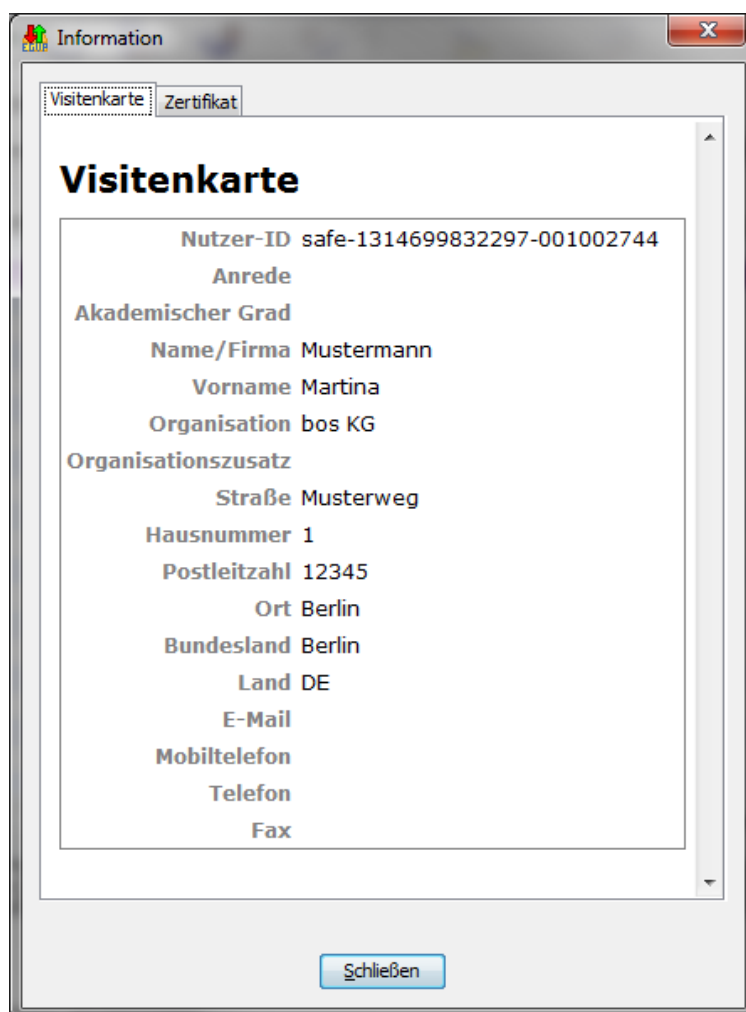 EGVP
Information
x
Visitenkarte Zertifikat
Visitenkarte
Nutzer-ID safe-1314699832297-001002744
Anrede
Akademischer Grad
Name/Firma Mustermann
Vorname Martina
Organisation bos KG
Organisationszusatz
Straße Musterweg
Hausnummer 1
Postleitzahl 12345
Ort Berlin
Bundesland Berlin
Land DE
E-Mail
Mobiltelefon
Telefon
Fax
Schließen